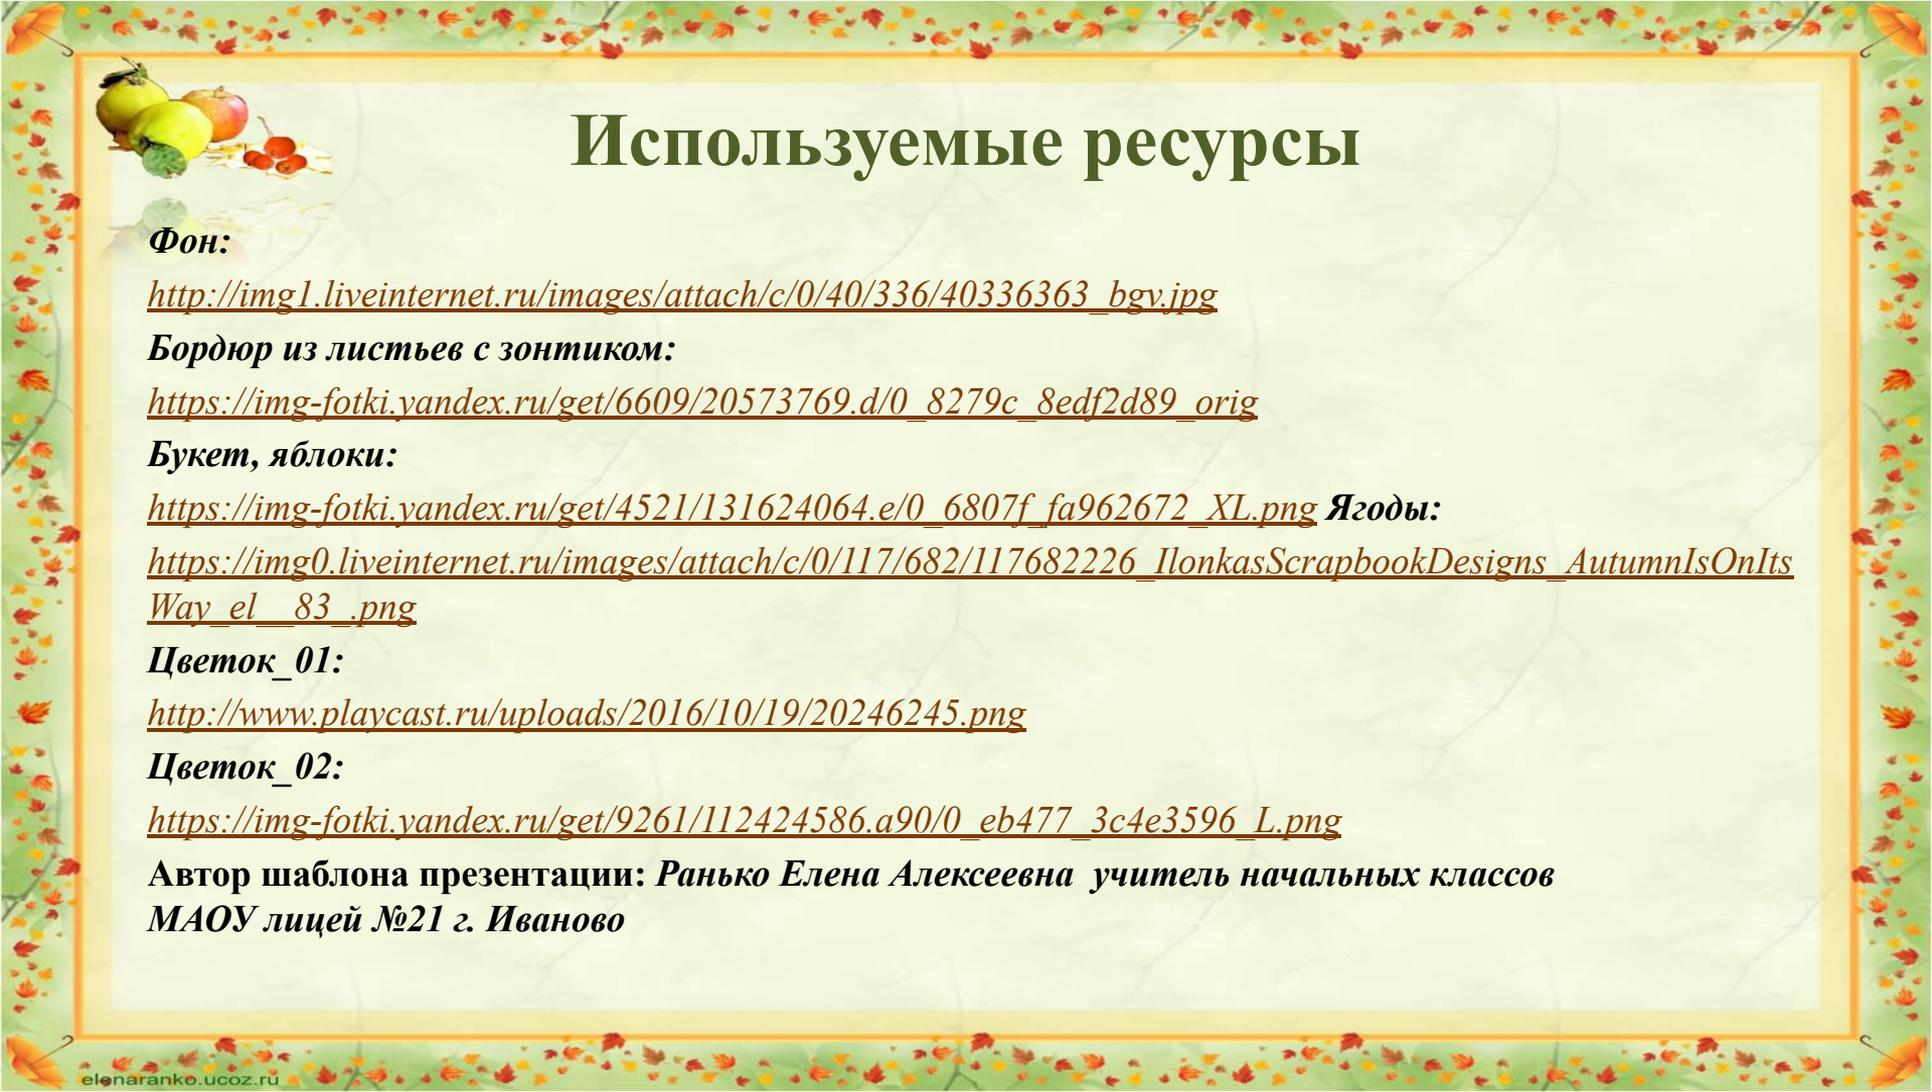 Используемые ресурсы
Фон:
http://img1.liveinternet.ru/images/attach/c/0/40/336/40336363_bgv.jpg
Бордюр из листьев с зонтиком:
https://img-fotki.yandex.ru/get/6609/20573769.d/0_8279c_8edf2d89_orig
Букет, яблоки:
https://img-fotki.yandex.ru/get/4521/131624064.e/0_6807f_fa962672_XL.png Ягоды:
https://img0.liveinternet.ru/images/attach/c/0/117/682/117682226_IlonkasScrapbookDesigns_AutumnIsOnIts
Way_el__83_.png
Цветок_01:
http://www.playcast.ru/uploads/2016/10/19/20246245.png
Цветок_02:
https://img-fotki.yandex.ru/get/9261/112424586.a90/0_eb477_3c4e3596_L.png
Автор шаблона презентации: Ранько Елена Алексеевна  учитель начальных классов
МАОУ лицей №21 г. Иваново
elenaranko.ucoz.ru